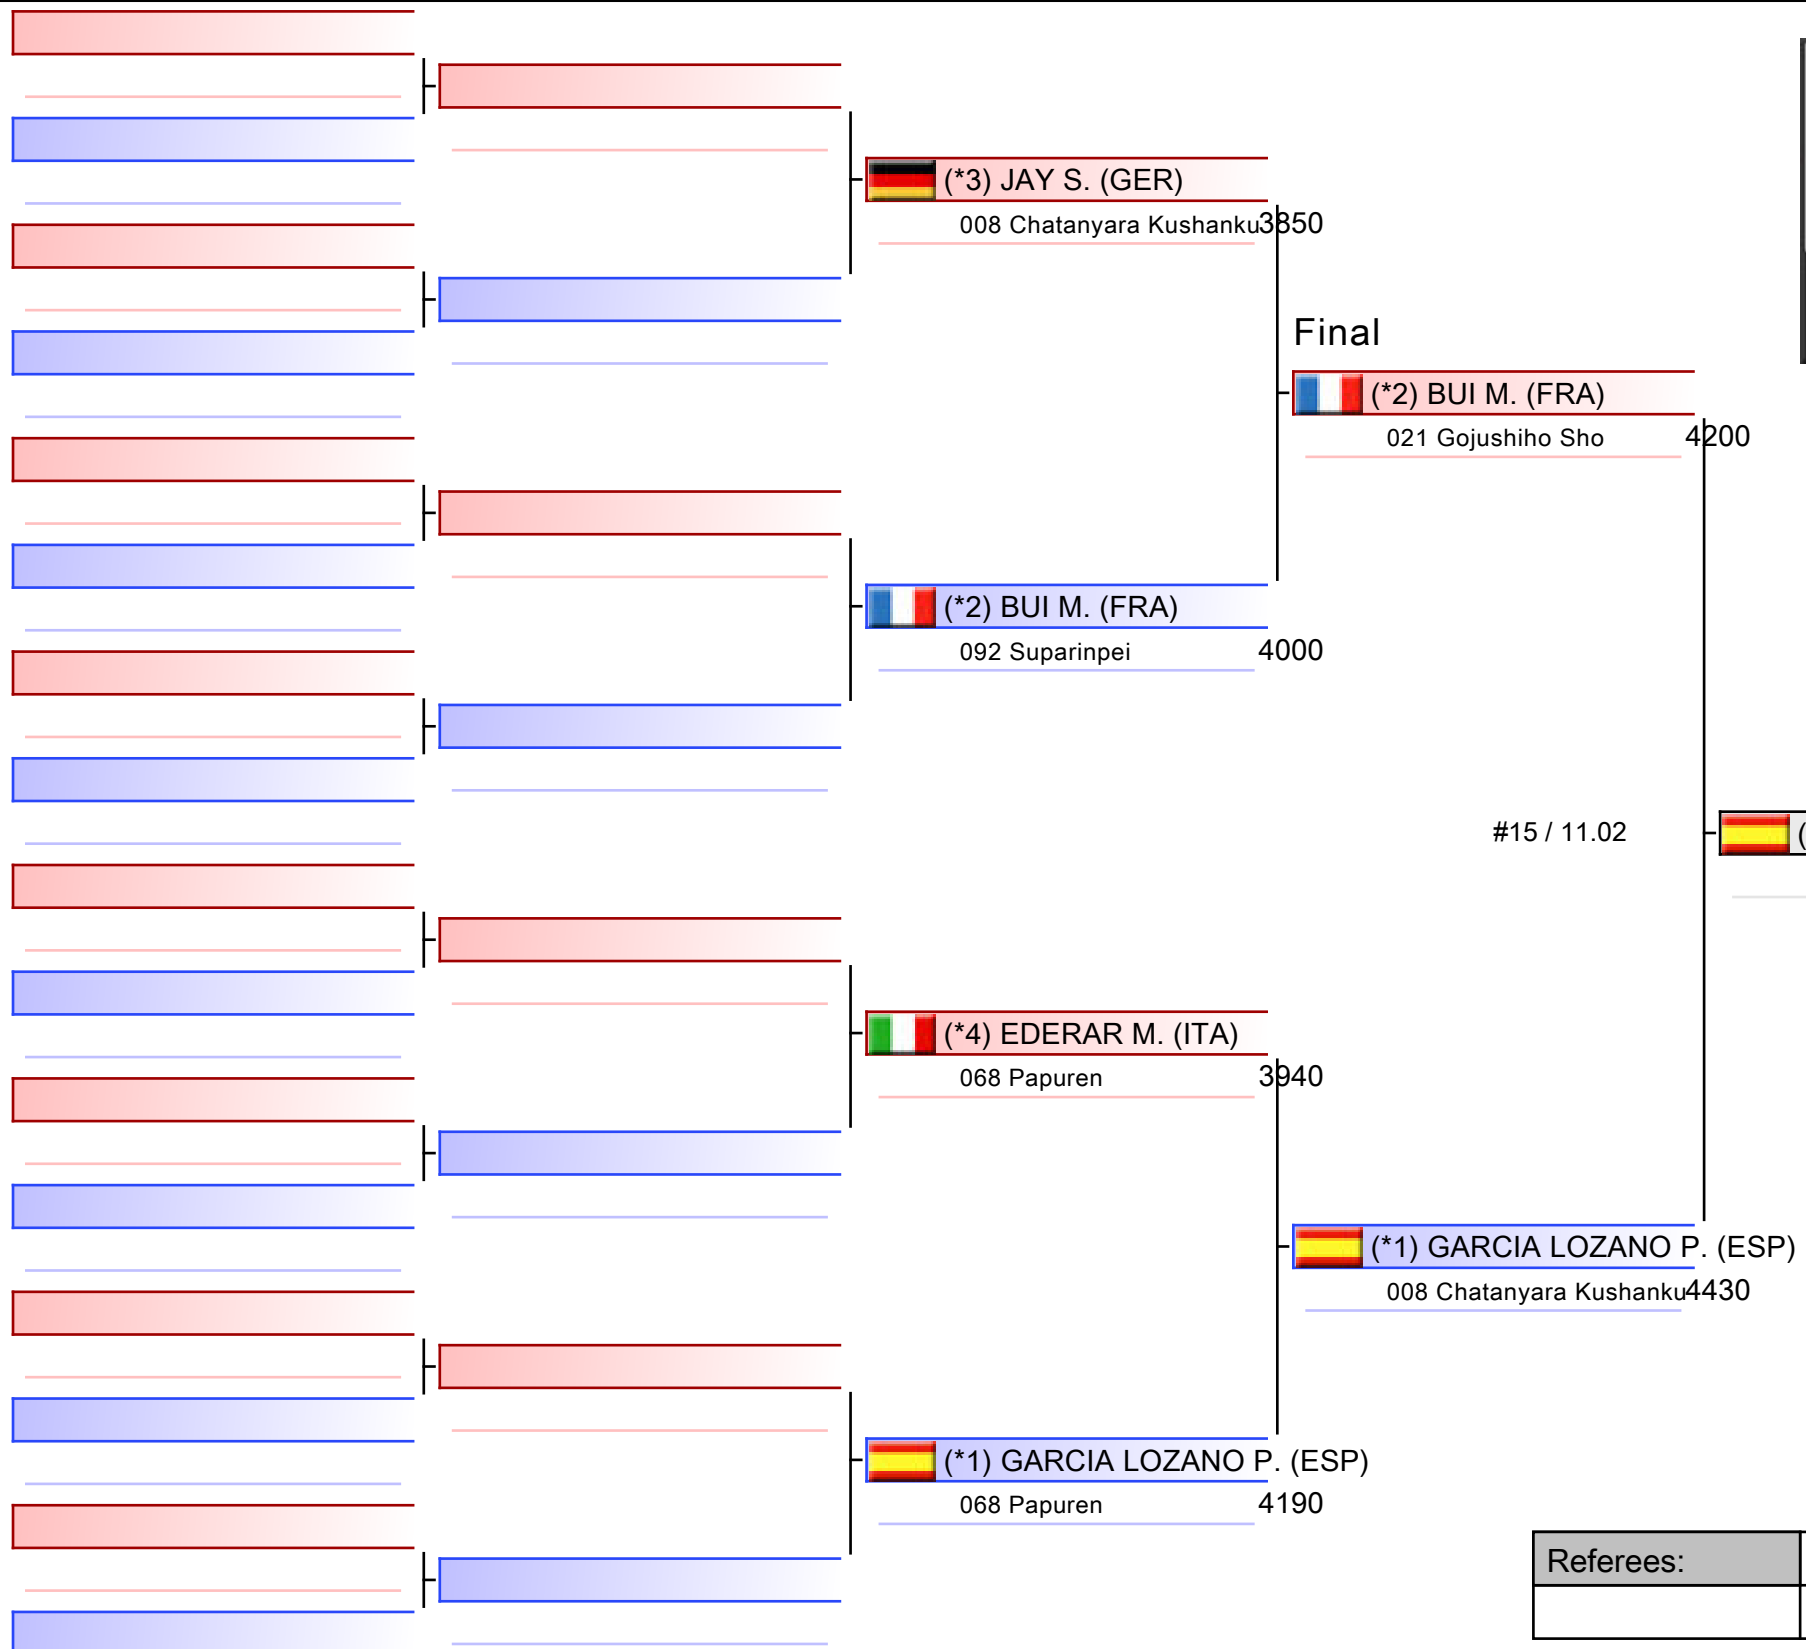 (*3) JAY S. (GER)
008 Chatanyara Kushanku 3850
Final
(*2) BUI M. (FRA)
021 Gojushiho Sho 4200
(*2) BUI M. (FRA)
092 Suparinpei 4000
#15 / 11.02
(
(*4) EDERAR M. (ITA)
068 Papuren 3940
(*1) GARCIA LOZANO P. (ESP)
008 Chatanyara Kushanku 4430
(*1) GARCIA LOZANO P. (ESP)
068 Papuren 4190
Referees: